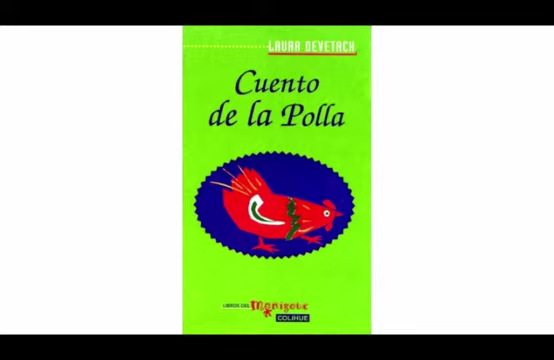 LAURA DEVETACH
Cuento
de la Polla
LIBROS DEL Monigote
COLIHUE